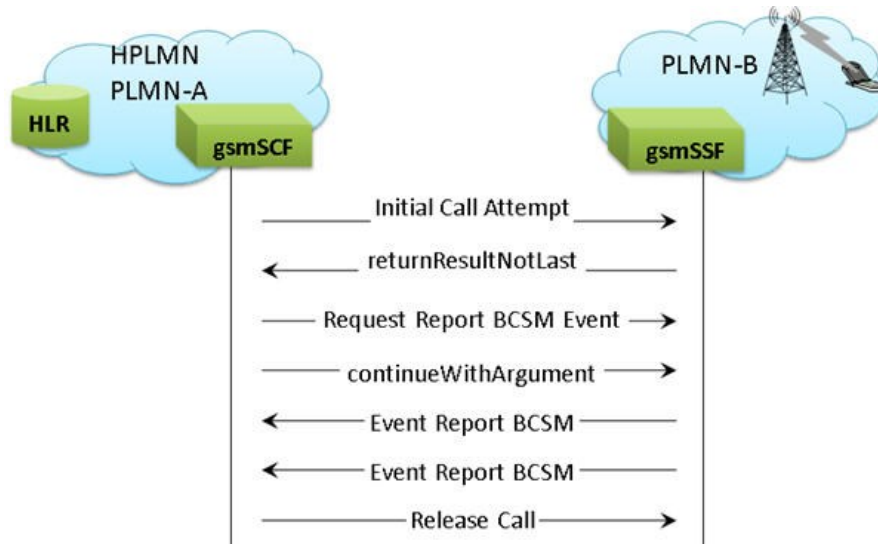 HPLMN
PLMN-A
HLR
gsmSCF
PLMN-B
gsmSSF
Initial Call Attempt
returnResultNotLast
Request Report BCSM Event
continueWithArgument
Event Report BCSM
Event Report BCSM
Release Call